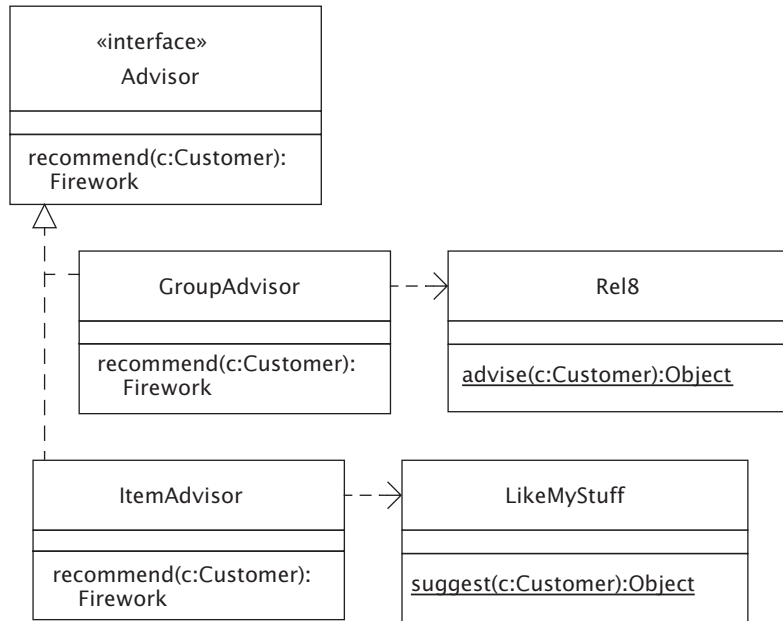 «interface»
Advisor
recommend(c:Customer):
Firework
GroupAdvisor
recommend(c:Customer):
Firework
Rel8
advise(c:Customer):Object
ItemAdvisor
recommend(c:Customer):
Firework
LikeMyStuff
suggest(c:Customer):Object